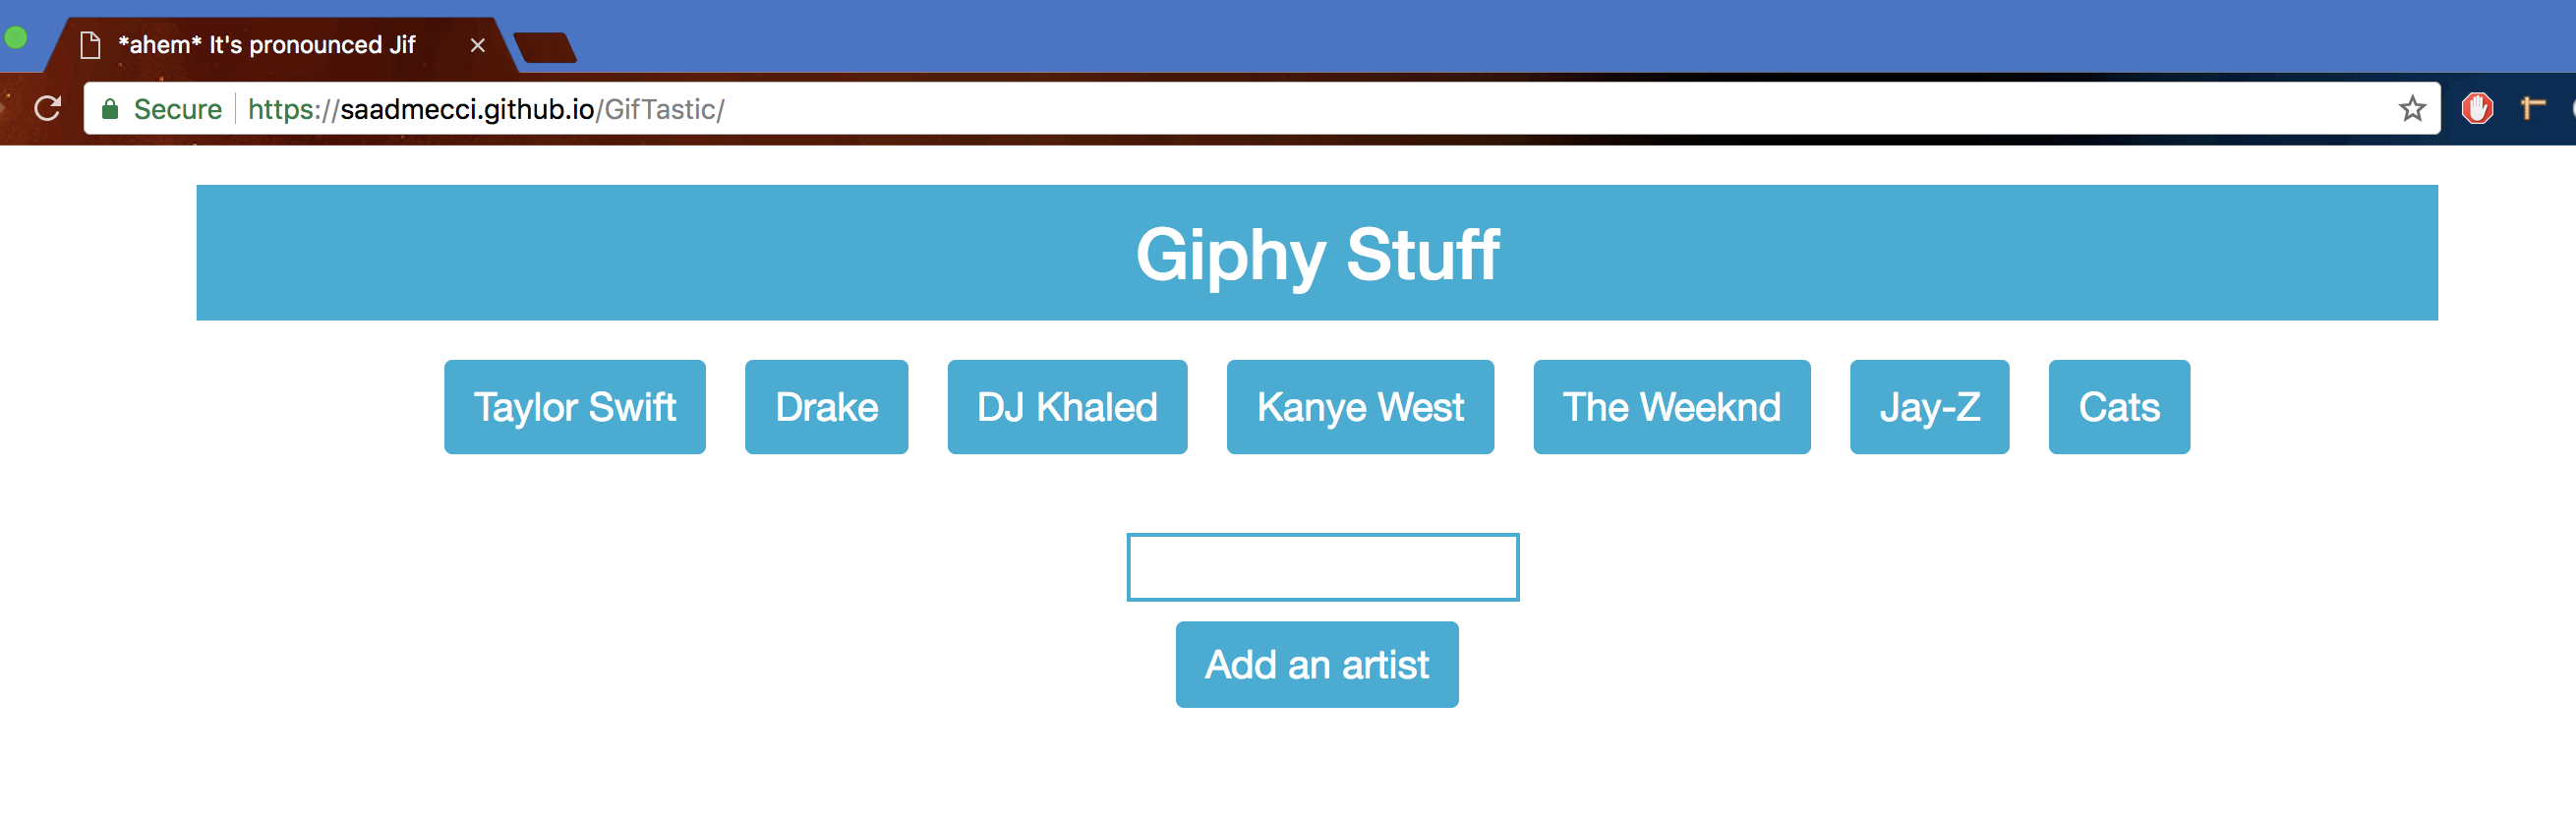 *ahem* It's pronounced Jif
Secure https://saadmecci.github.io/GifTastic/
Giphy Stuff
Taylor Swift Drake DJ Khaled Kanye West The Weeknd Jay-Z Cats
Add an artist